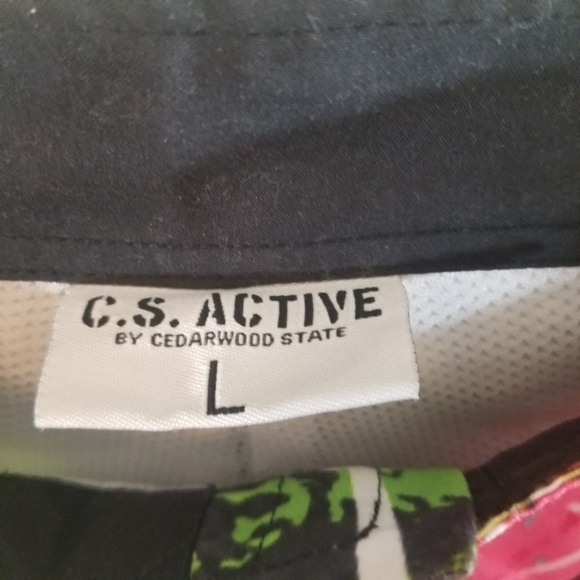 C.S. ACTIVE
BY CEDARWOOD STATE
L